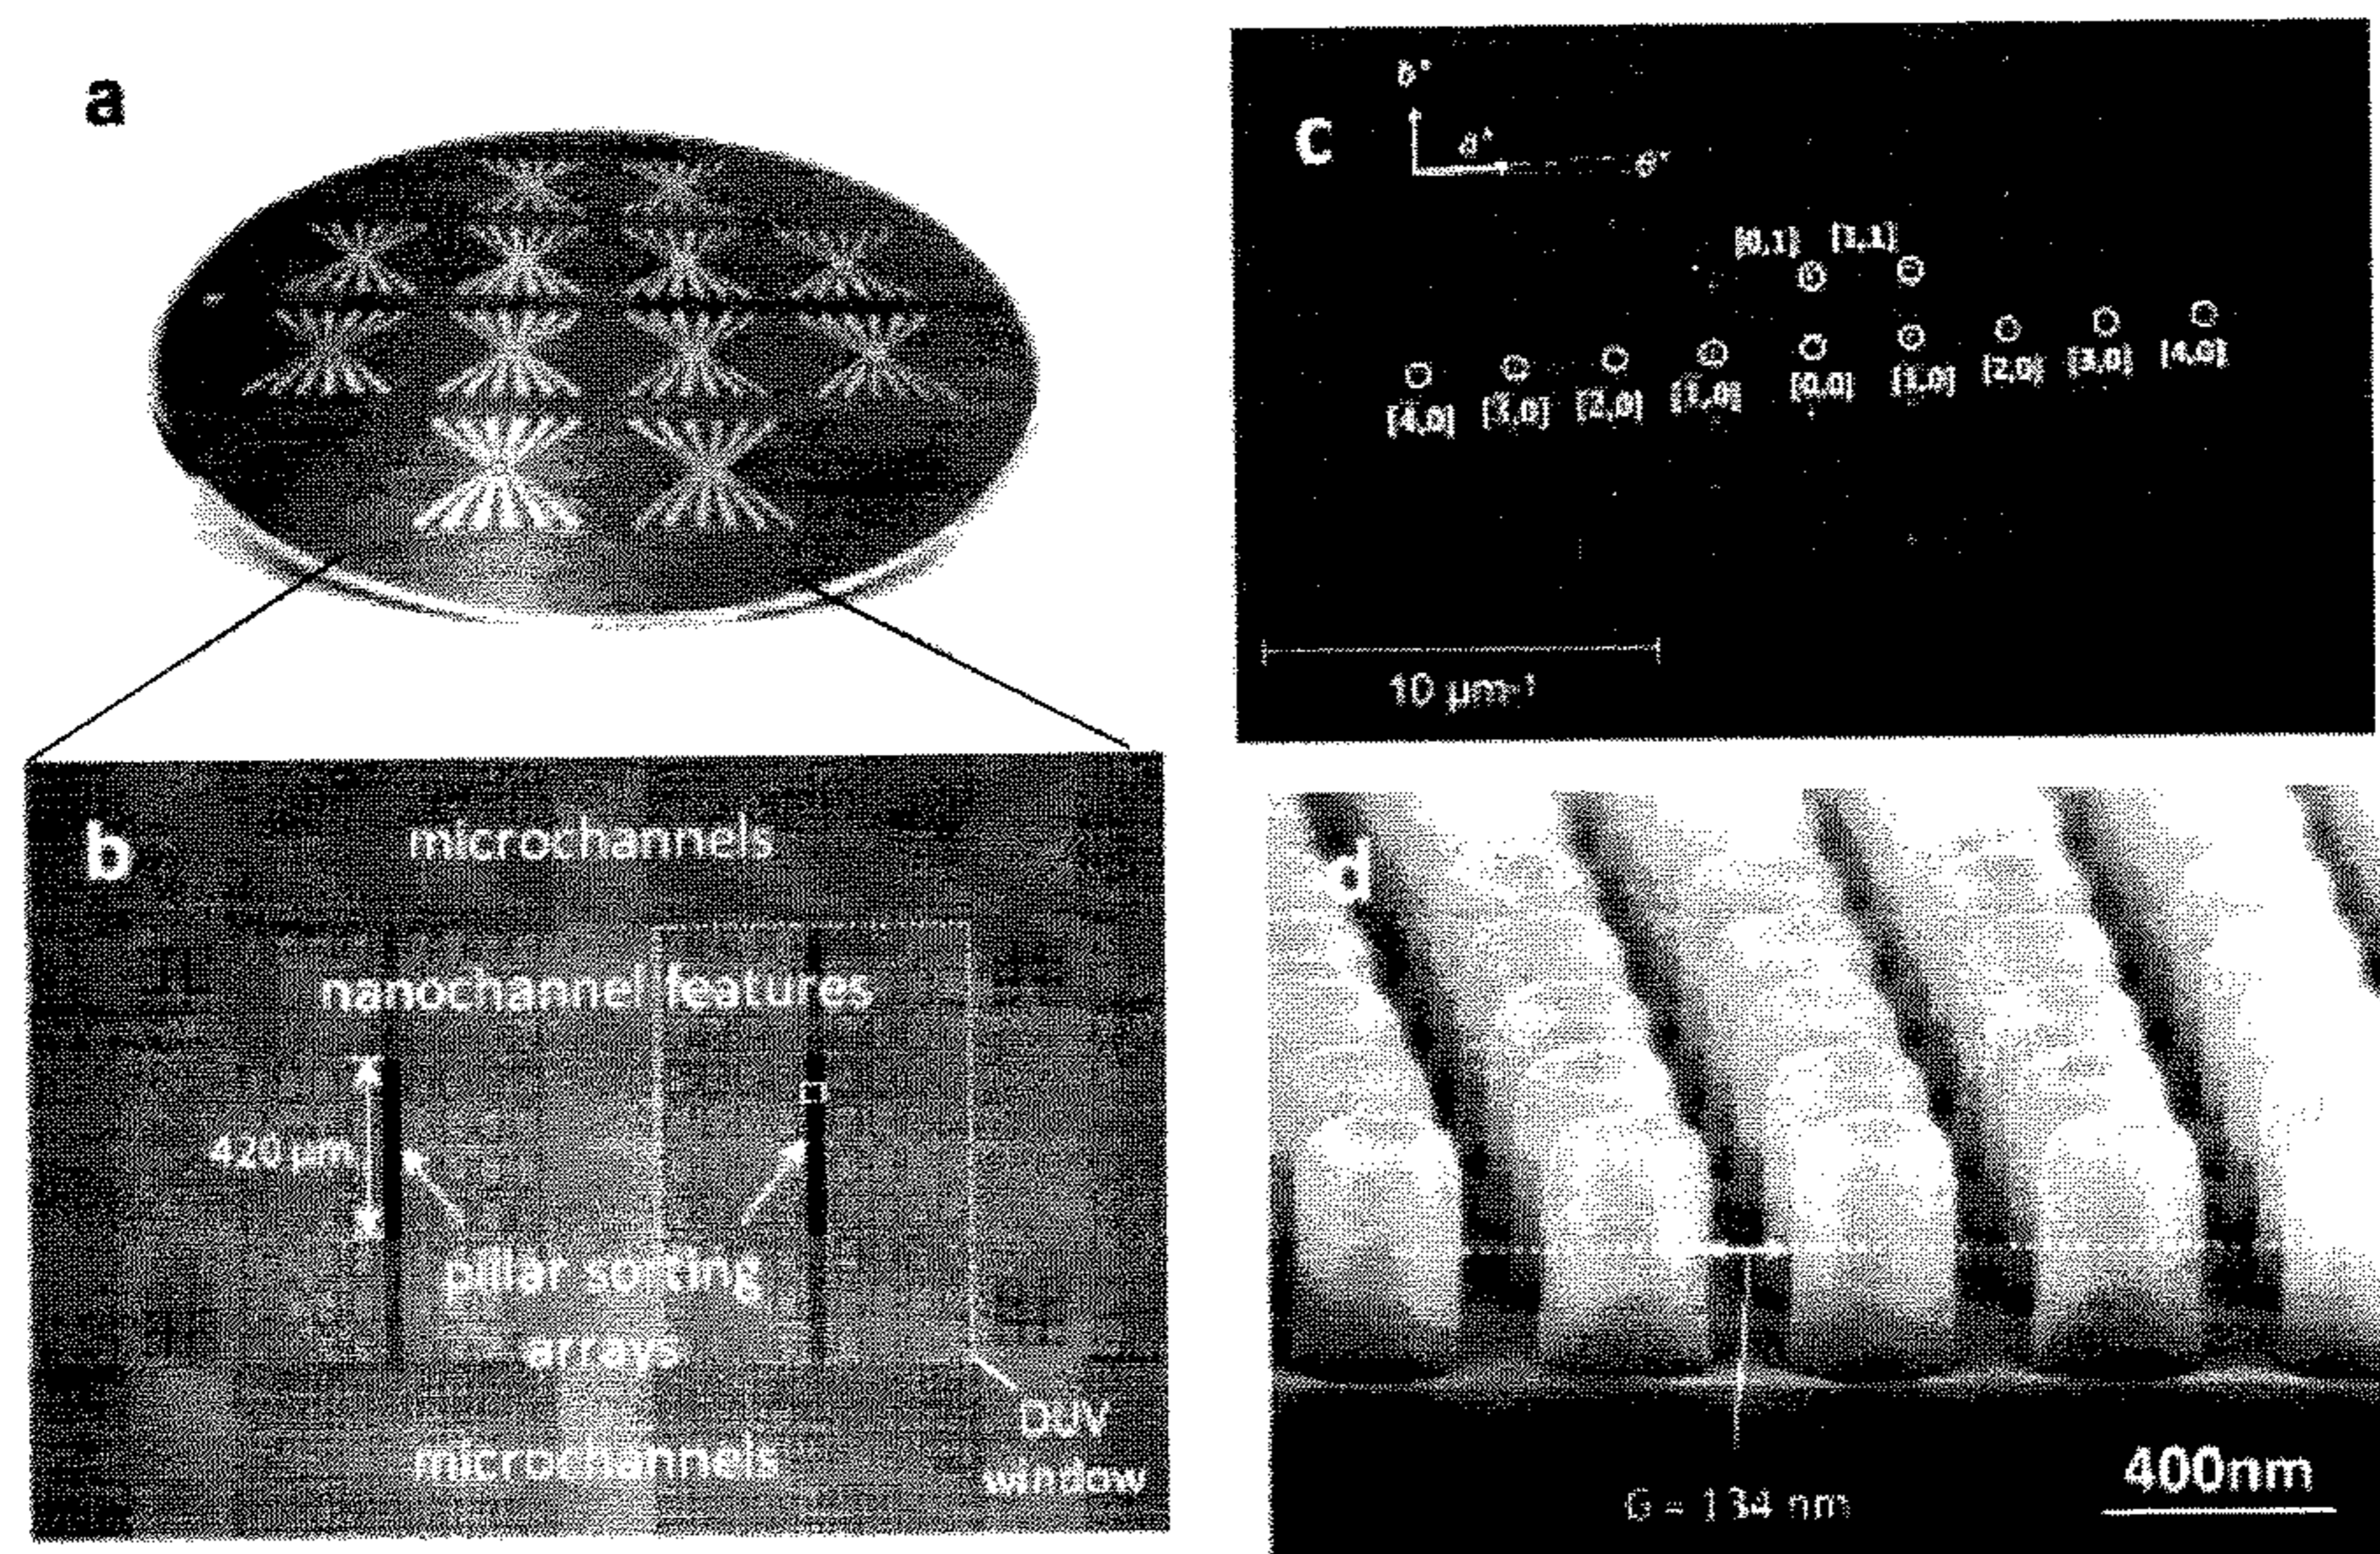 a
b
microchannels
nanochannel features
420 µm
pillar sorting
arrays
microchannels
DUV
window
c
b*
a*
θ*
[0,1] [1,1]
[4̄,0] [3̄,0] [2̄,0] [1̄,0] [0,0] [1,0] [2,0] [3,0] [4,0]
10 µm⁻¹
d
G = 134 nm
400nm